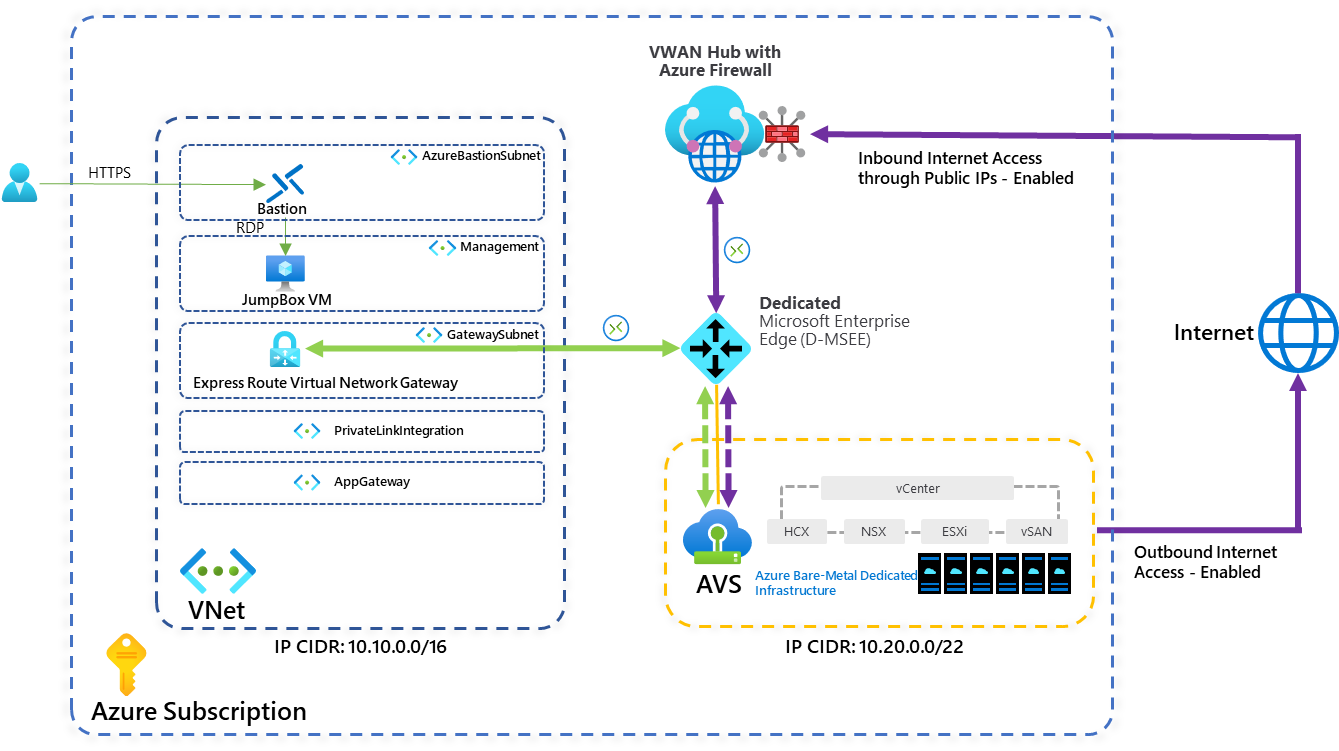 VWAN Hub with
Azure Firewall
AzureBastionSubnet
HTTPS
Bastion
RDP
Management
JumpBox VM
GatewaySubnet
Express Route Virtual Network Gateway
PrivateLinkIntegration
AppGateway
VNet
IP CIDR: 10.10.0.0/16
Azure Subscription
Inbound Internet Access
through Public IPs - Enabled
Dedicated
Microsoft Enterprise
Edge (D-MSEE)
Internet
vCenter
HCX
NSX
ESXi
vSAN
AVS
Azure Bare-Metal Dedicated
Infrastructure
IP CIDR: 10.20.0.0/22
Outbound Internet
Access - Enabled